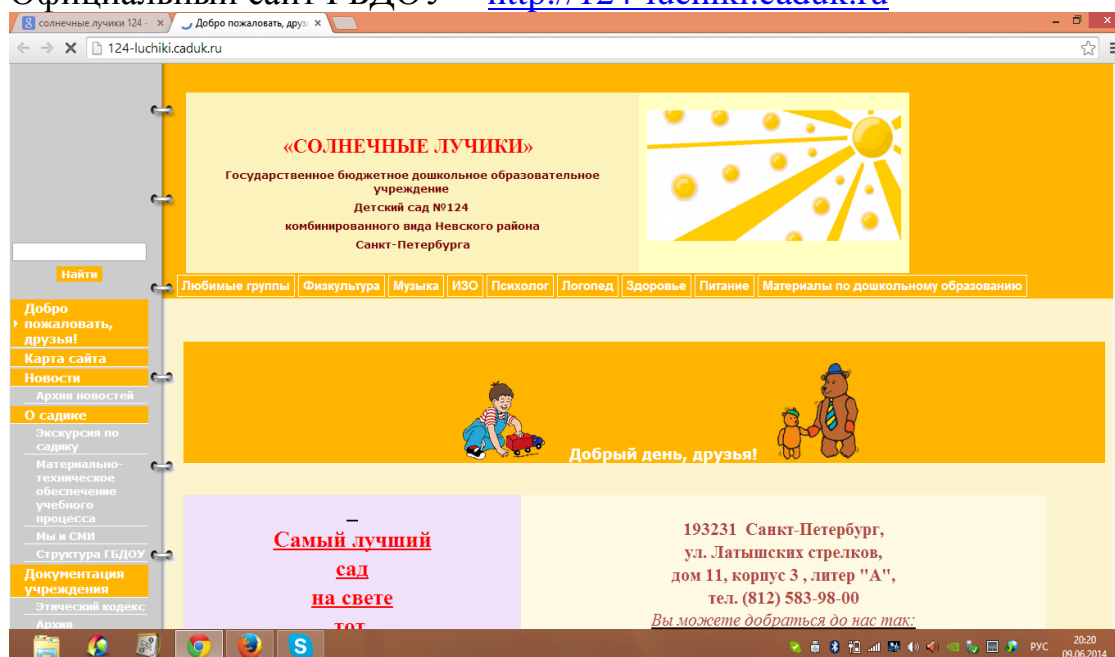 Официальный сайт ГБДОУ - http://124-luchiki.caduk.ru
солнечные лучики 124 -
Добро пожаловать, друзь
124-luchiki.caduk.ru
«СОЛНЕЧНЫЕ ЛУЧИКИ»
Государственное бюджетное дошкольное образовательное
учреждение
Детский сад №124
комбинированного вида Невского района
Санкт-Петербурга
Найти
Любимые группы Физкультура Музыка ИЗО Психолог Логопед Здоровье Питание Материалы по дошкольному образованию
Добро
пожаловать,
друзья!
Карта сайта
Новости
Архив новостей
О садике
Экскурсия по
садику
Материально-
техническое
обеспечение
учебного
процесса
Мы и СМИ
Структура ГБДОУ
Документация
учреждения
Этический кодекс
Архив
Добрый день, друзья!
Самый лучший
сад
на свете
тот
193231 Санкт-Петербург,
ул. Латышских стрелков,
дом 11, корпус 3 , литер "А",
тел. (812) 583-98-00
Вы можете добраться до нас так:
РУС
20:20
09.06.2014